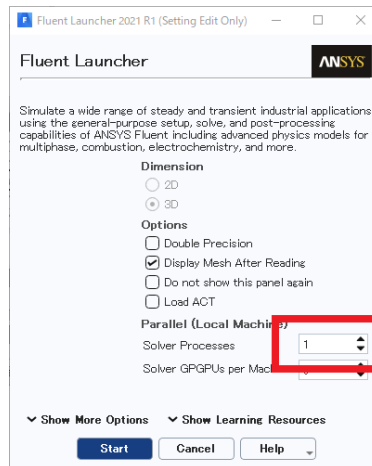 Fluent Launcher 2021 R1 (Setting Edit Only)
Fluent Launcher
ANSYS
Simulate a wide range of steady and transient industrial applications
using the general-purpose setup, solve, and post-processing
capabilities of ANSYS Fluent including advanced physics models for
multiphase, combustion, electrochemistry, and more.
Dimension
2D
3D
Options
Double Precision
Display Mesh After Reading
Do not show this panel again
Load ACT
Parallel (Local Machine)
Solver Processes 1
Solver GPGPUs per
Show More Options Show Learning Resources
Start Cancel Help